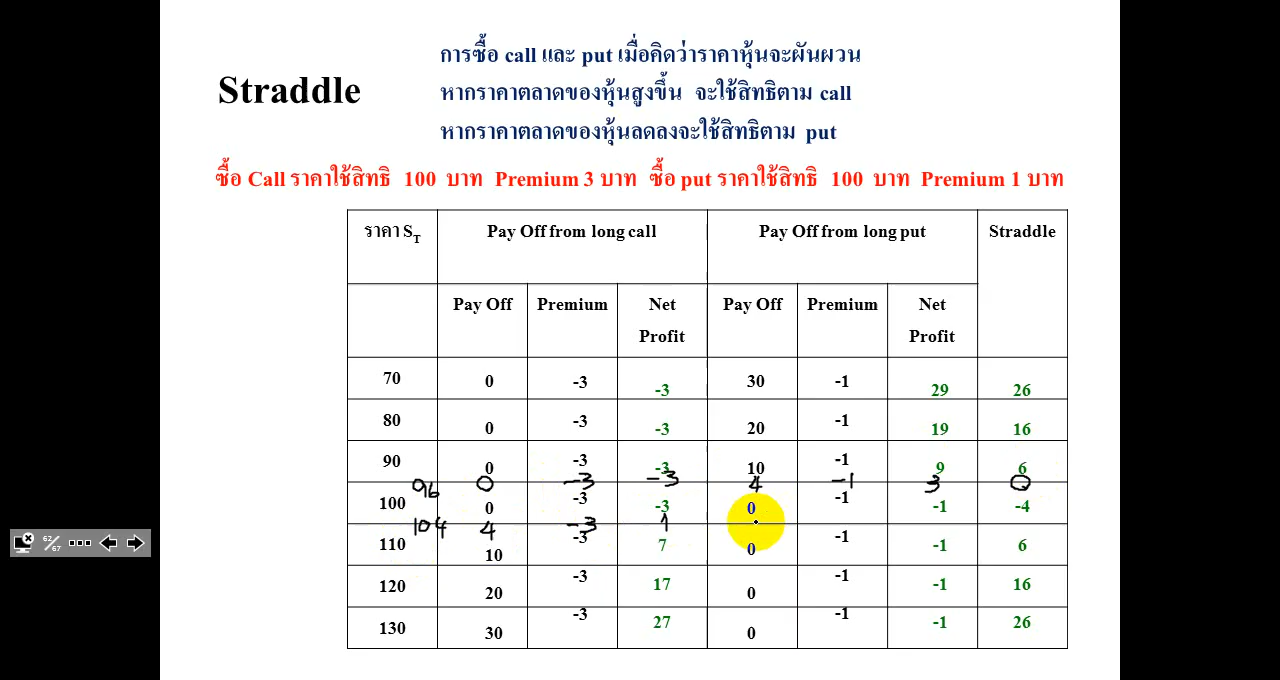 การซื้อ call และ put เมื่อคิดว่าราคาหุ้นจะผันผวน
Straddle
หากราคาตลาดของหุ้นสูงขึ้น จะใช้สิทธิตาม call
หากราคาตลาดของหุ้นลดลงจะใช้สิทธิตาม put
ซื้อ Call ราคาใช้สิทธิ 100 บาท Premium 3 บาท ซื้อ put ราคาใช้สิทธิ 100 บาท Premium 1 บาท
ราคา ST Pay Off from long call Pay Off from long put Straddle
Pay Off Premium Net Profit Pay Off Premium Net Profit
70 0 -3 -3 30 -1 29 26
80 0 -3 -3 20 -1 19 16
90 0 -3 -3 10 -1 9 6
96 0 -3 -3 4 -1 3 0
100 0 -3 -3 0 -1 -1 -4
104 4 -3 1
110 10 -3 7 0 -1 -1 6
120 20 -3 17 0 -1 -1 16
130 30 -3 27 0 -1 -1 26
62/67